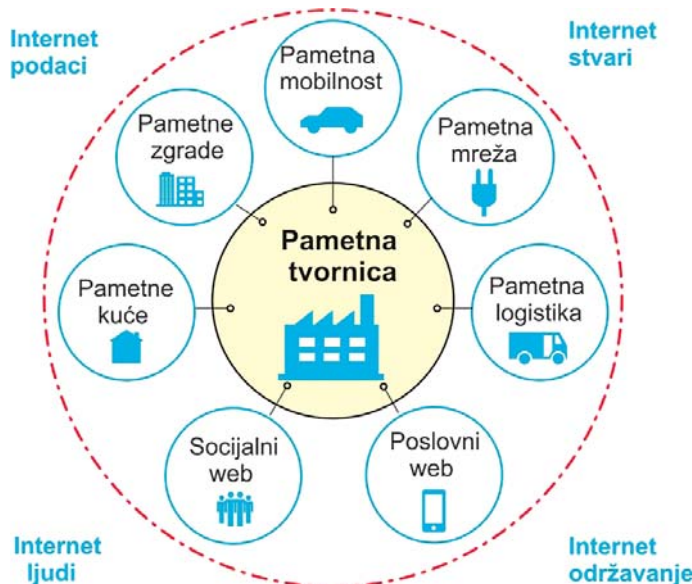 Internet
podaci
Internet
stvari
Pametna
mobilnost
Pametne
zgrade
Pametna
mreža
Pametna
tvornica
Pametne
kuće
Pametna
logistika
Socijalni
web
Poslovni
web
Internet
ljudi
Internet
održavanje